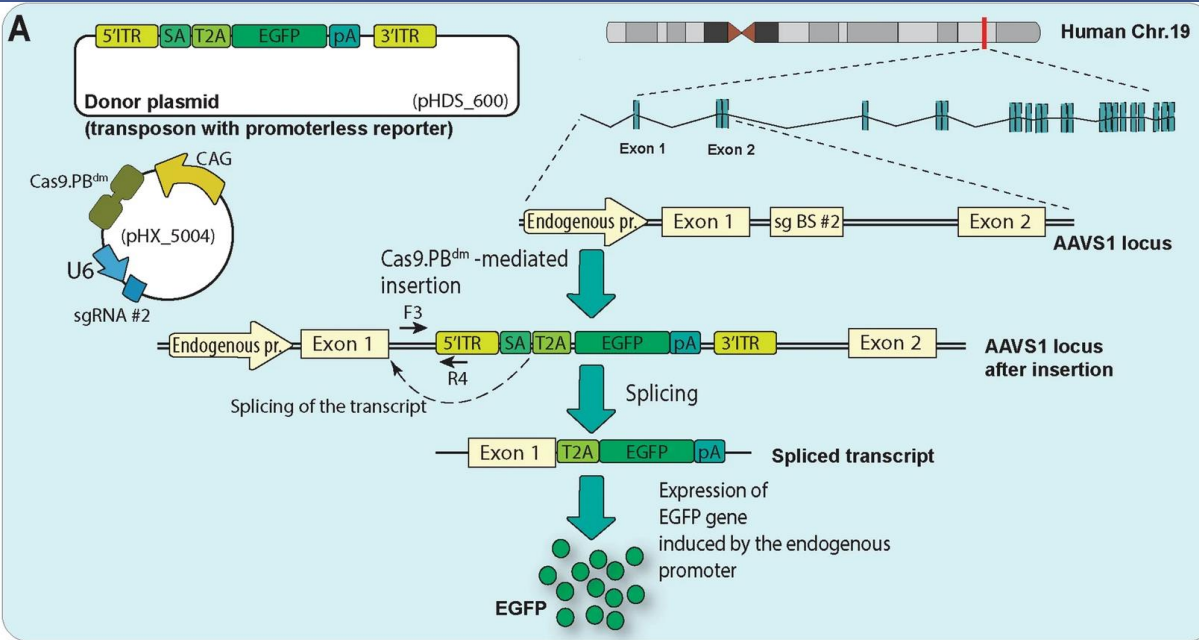 A
5'ITR SA T2A EGFP pA 3'ITR
Donor plasmid (pHDS_600)
(transposon with promoterless reporter)
Human Chr.19
Exon 1 Exon 2
CAG
Cas9.PBdm
(pHX_5004)
U6
sgRNA #2
Endogenous pr. Exon 1 sg BS #2 Exon 2
AAVS1 locus
Cas9.PBdm -mediated
insertion
F3
Endogenous pr. Exon 1 5'ITR SA T2A EGFP pA 3'ITR Exon 2
AAVS1 locus
after insertion
R4
Splicing of the transcript
Splicing
Exon 1 T2A EGFP pA
Spliced transcript
Expression of
EGFP gene
induced by the endogenous
promoter
EGFP